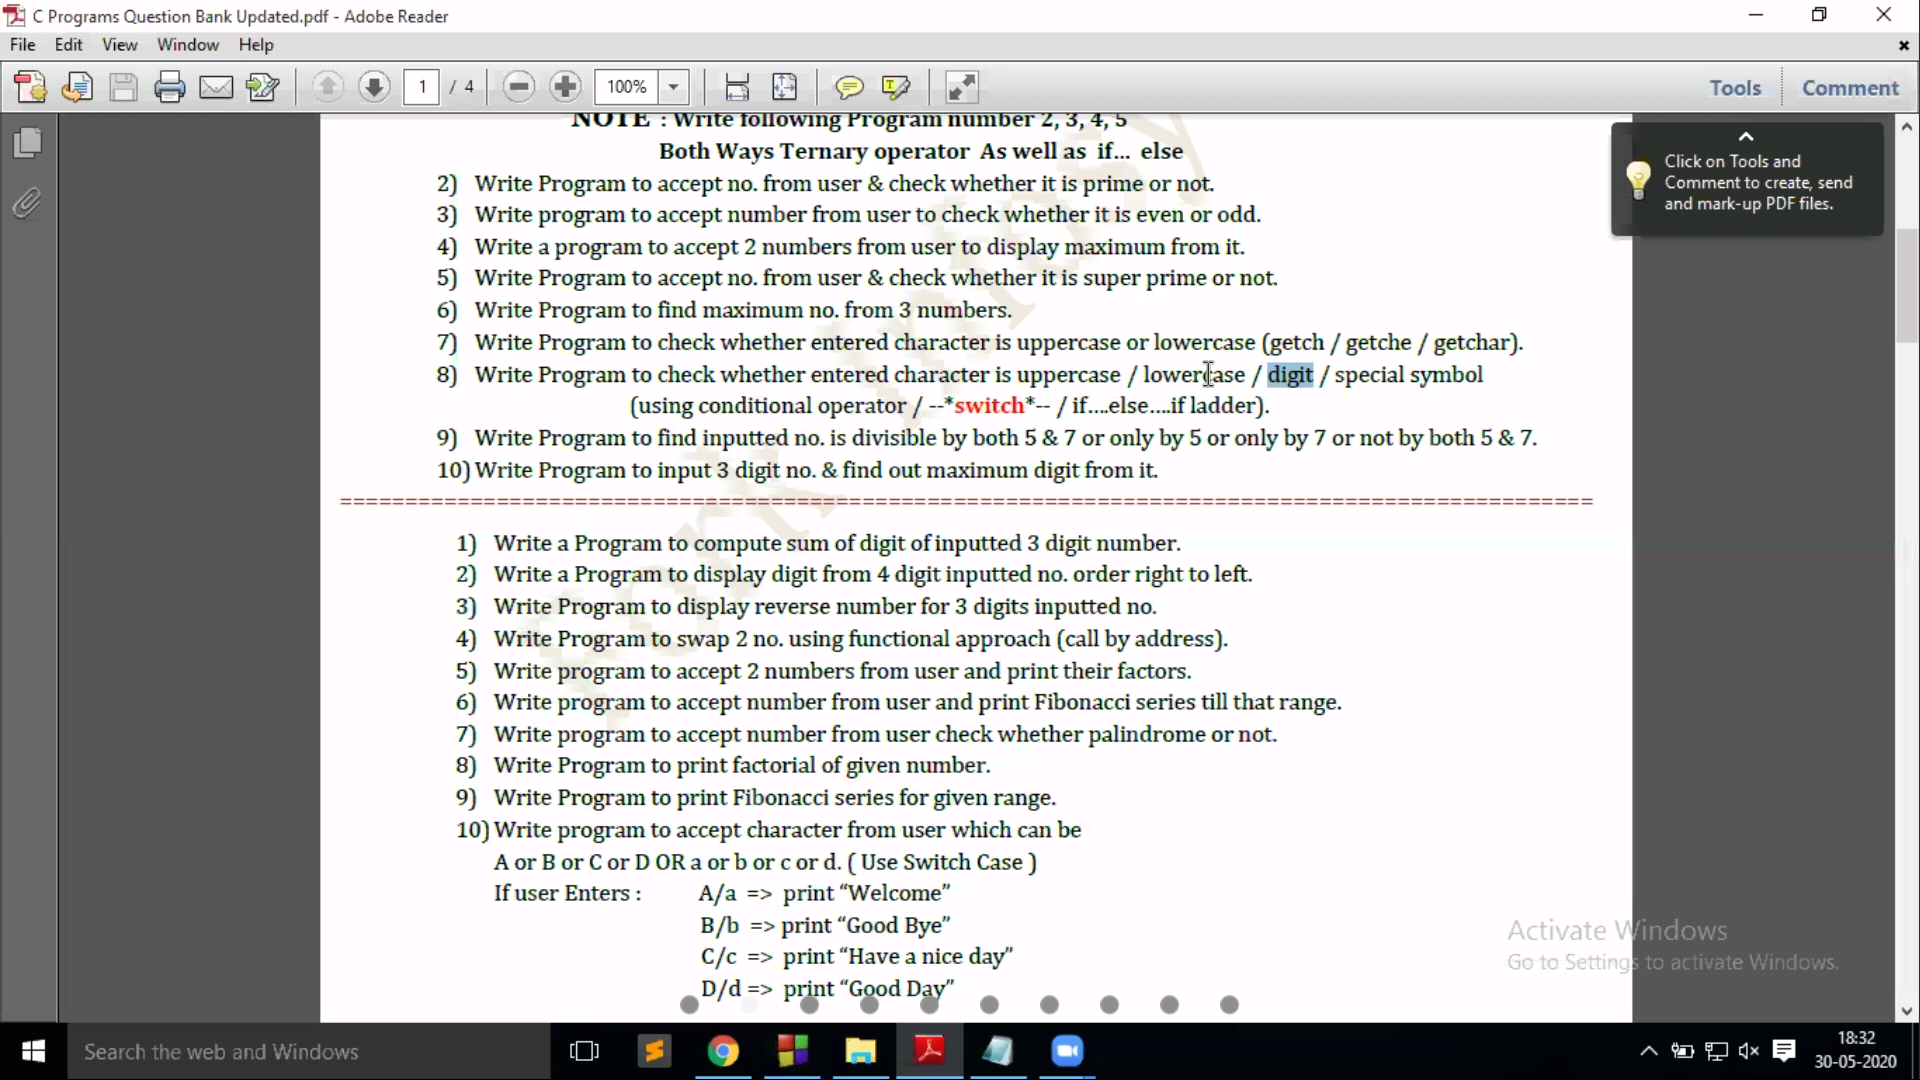 C Programs Question Bank Updated.pdf - Adobe Reader
File Edit View Window Help
1 / 4 100% Tools Comment
NOTE : Write following Program number 2, 3, 4, 5
Both Ways Ternary operator As well as if... else
Click on Tools and
Comment to create, send
and mark-up PDF files.
2) Write Program to accept no. from user & check whether it is prime or not.
3) Write program to accept number from user to check whether it is even or odd.
4) Write a program to accept 2 numbers from user to display maximum from it.
5) Write Program to accept no. from user & check whether it is super prime or not.
6) Write Program to find maximum no. from 3 numbers.
7) Write Program to check whether entered character is uppercase or lowercase (getch / getche / getchar).
8) Write Program to check whether entered character is uppercase / lowercase / digit / special symbol
(using conditional operator / --*switch*-- / if....else....if ladder).
9) Write Program to find inputted no. is divisible by both 5 & 7 or only by 5 or only by 7 or not by both 5 & 7.
10) Write Program to input 3 digit no. & find out maximum digit from it.
1) Write a Program to compute sum of digit of inputted 3 digit number.
2) Write a Program to display digit from 4 digit inputted no. order right to left.
3) Write Program to display reverse number for 3 digits inputted no.
4) Write Program to swap 2 no. using functional approach (call by address).
5) Write program to accept 2 numbers from user and print their factors.
6) Write program to accept number from user and print Fibonacci series till that range.
7) Write program to accept number from user check whether palindrome or not.
8) Write Program to print factorial of given number.
9) Write Program to print Fibonacci series for given range.
10) Write program to accept character from user which can be
A or B or C or D OR a or b or c or d. ( Use Switch Case )
If user Enters : A/a => print “Welcome”
B/b => print “Good Bye”
C/c => print “Have a nice day”
D/d => print “Good Day”
Activate Windows
Go to Settings to activate Windows.
Search the web and Windows
18:32
30-05-2020